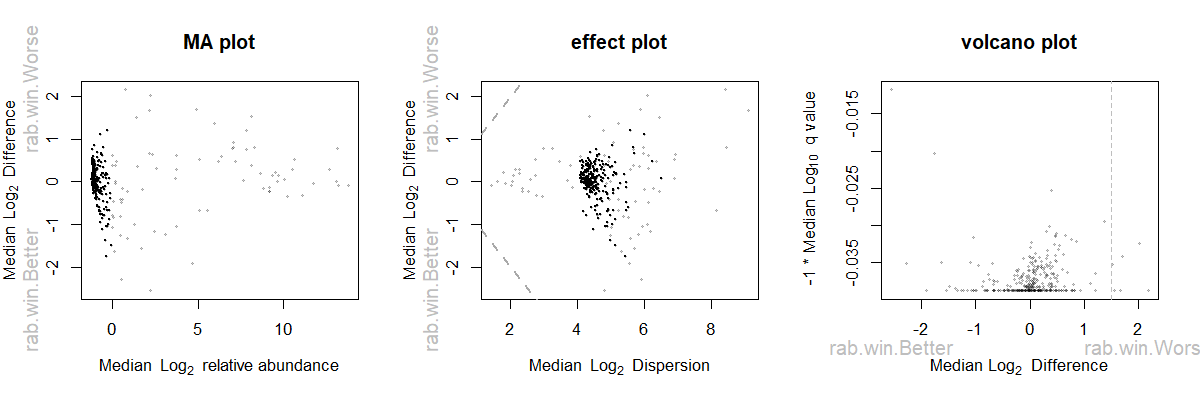 MA plot
rab.win.Worse
rab.win.Better
Median Log2 Difference
2
1
0
-1
-2
0
5
10
Median Log2 relative abundance
effect plot
rab.win.Worse
rab.win.Better
Median Log2 Difference
2
1
0
-1
-2
2
4
6
8
Median Log2 Dispersion
volcano plot
-1 * Median Log10 q value
-0.015
-0.025
-0.035
-2
-1
0
1
2
rab.win.Better
rab.win.Wors
Median Log2 Difference